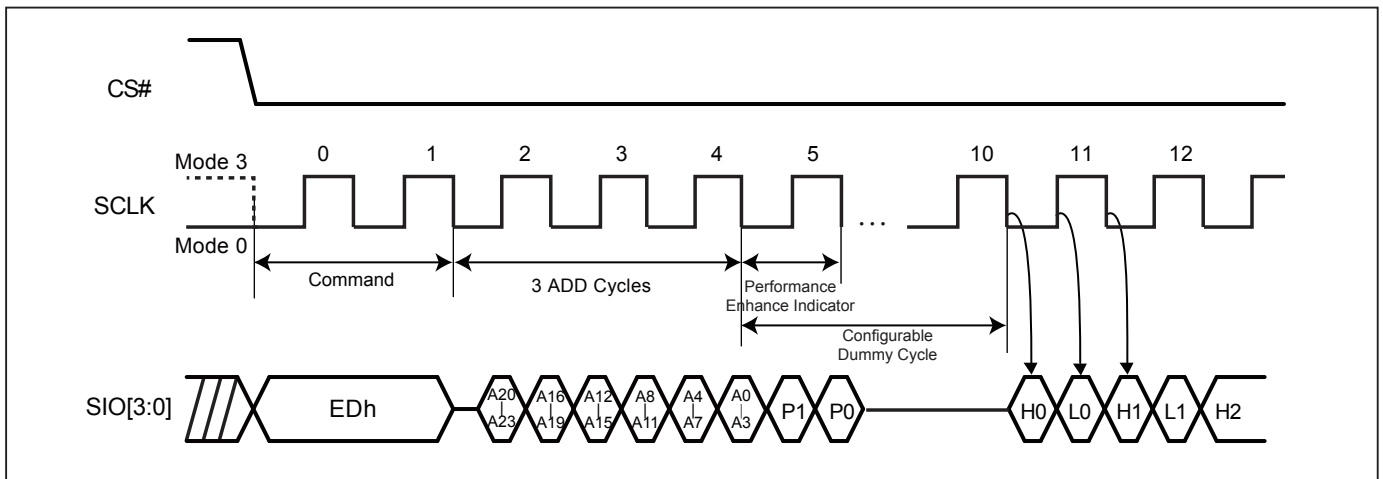 CS#
Mode 3
0 1 2 3 4 5 10 11 12
SCLK
...
Mode 0
Command
3 ADD Cycles
Performance
Enhance Indicator
Configurable
Dummy Cycle
SIO[3:0]
EDh
A20
|
A23
A16
|
A19
A12
|
A15
A8
|
A11
A4
|
A7
A0
|
A3
P1
P0
H0
L0
H1
L1
H2